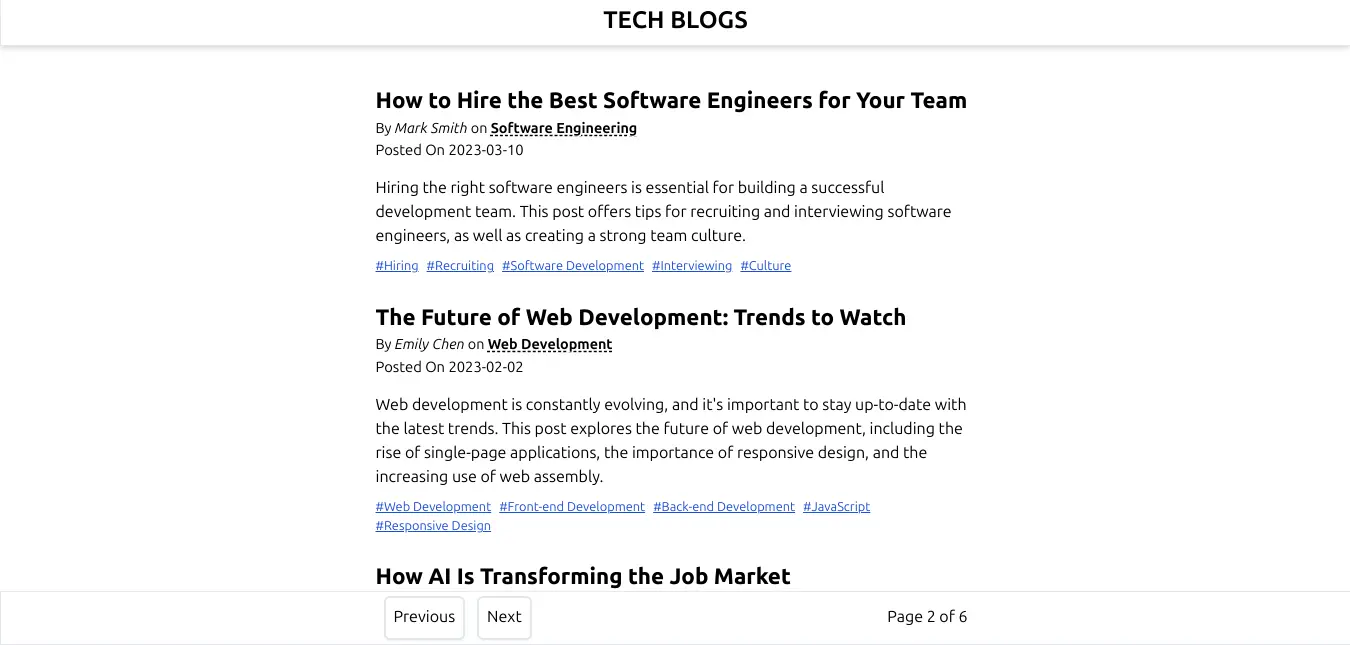 TECH BLOGS
How to Hire the Best Software Engineers for Your Team
By Mark Smith on Software Engineering
Posted On 2023-03-10
Hiring the right software engineers is essential for building a successful
development team. This post offers tips for recruiting and interviewing software
engineers, as well as creating a strong team culture.
#Hiring #Recruiting #Software Development #Interviewing #Culture
The Future of Web Development: Trends to Watch
By Emily Chen on Web Development
Posted On 2023-02-02
Web development is constantly evolving, and it's important to stay up-to-date with
the latest trends. This post explores the future of web development, including the
rise of single-page applications, the importance of responsive design, and the
increasing use of web assembly.
#Web Development #Front-end Development #Back-end Development #JavaScript
#Responsive Design
How AI Is Transforming the Job Market
Previous Next Page 2 of 6